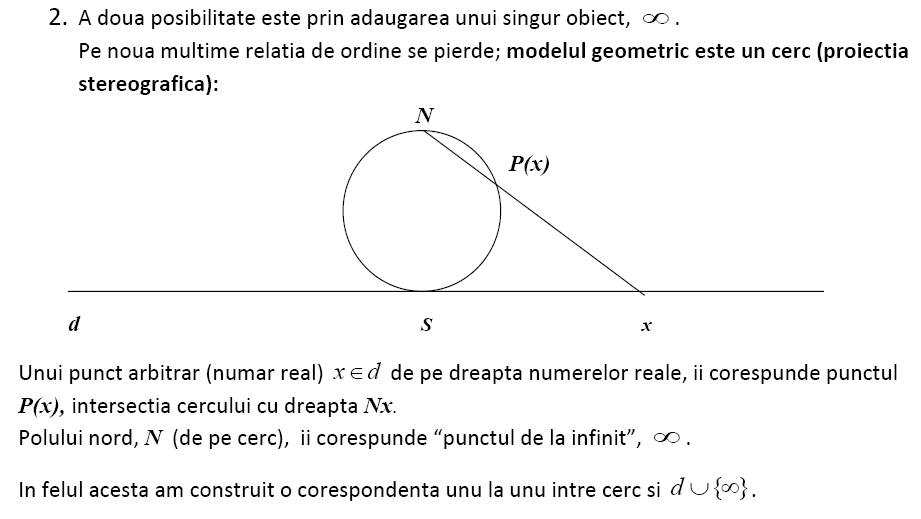 2. A doua posibilitate este prin adaugarea unui singur obiect, ∞ .
Pe noua multime relatia de ordine se pierde; modelul geometric este un cerc (proiectia
stereografica):
N
P(x)
d
S
x
Unui punct arbitrar (numar real) x ∈ d de pe dreapta numerelor reale, ii corespunde punctul
P(x), intersectia cercului cu dreapta Nx.
Polului nord, N (de pe cerc), ii corespunde “punctul de la infinit”, ∞ .
In felul acesta am construit o corespondenta unu la unu intre cerc si d ∪ {∞} .